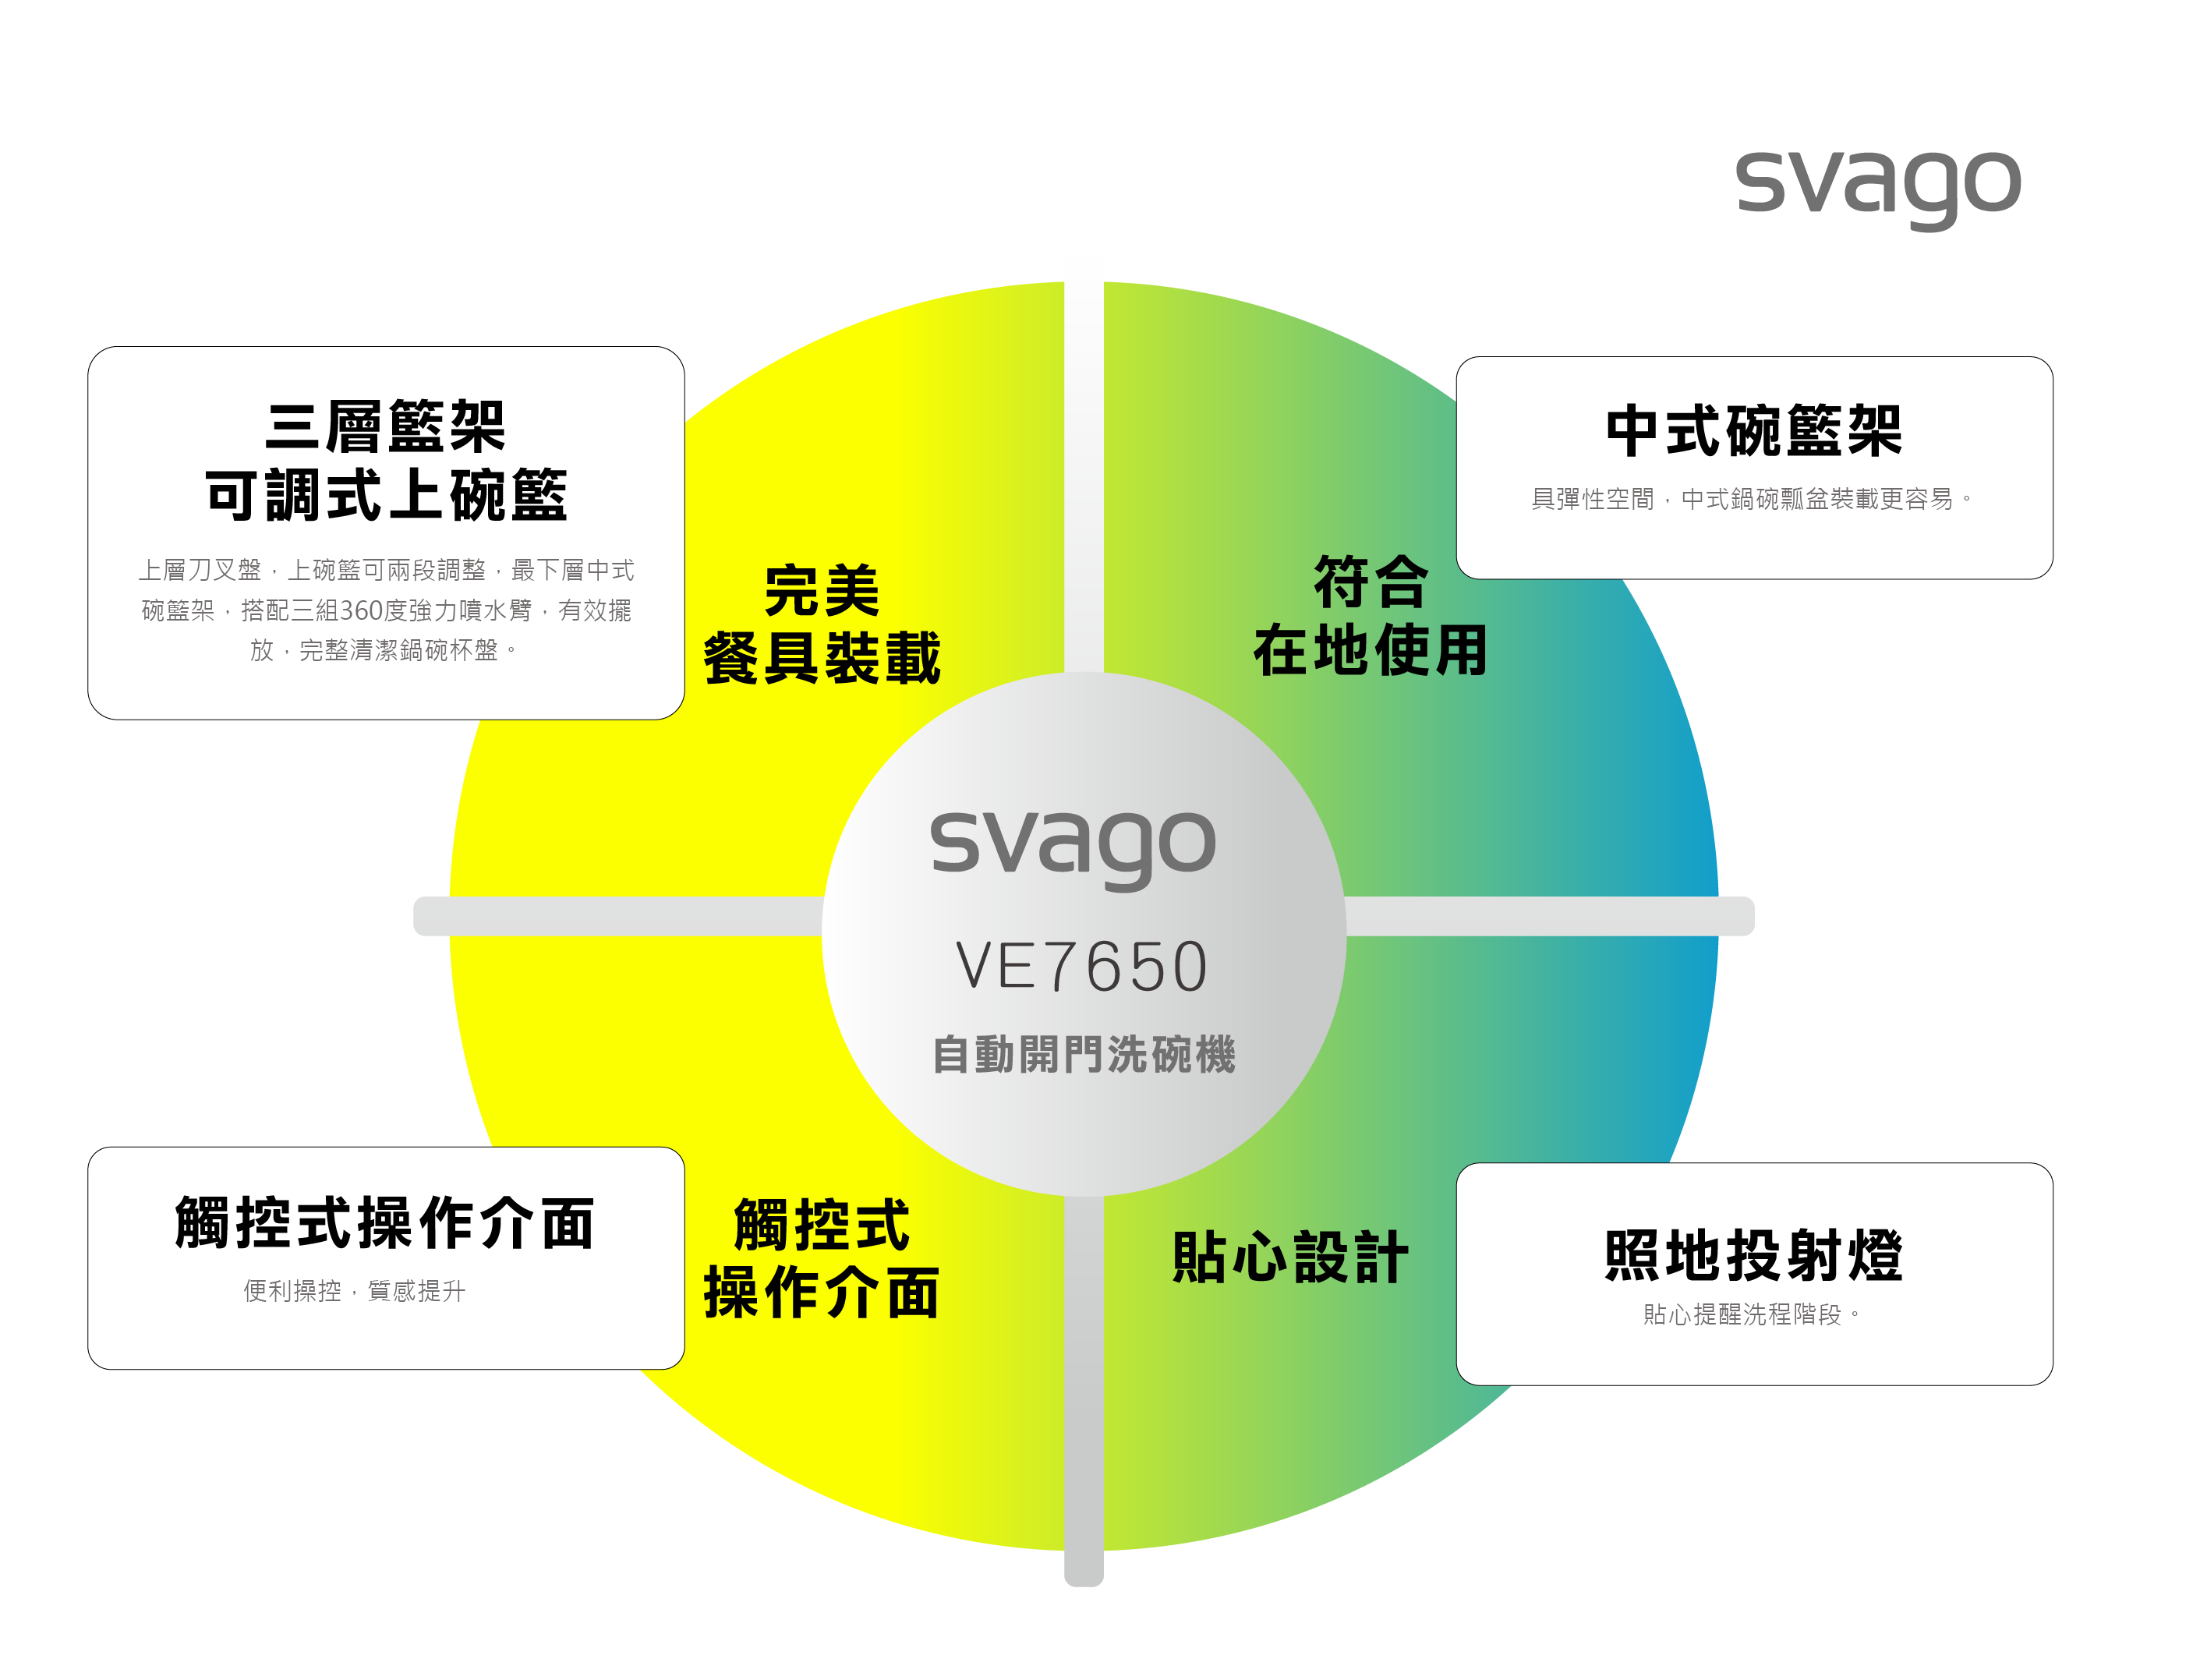 svago
三層籃架
可調式上碗籃
上層刀叉盤，上碗籃可兩段調整，最下層中式
碗籃架，搭配三組360度強力噴水臂，有效擺
放，完整清潔鍋碗杯盤。
完美
餐具裝載
符合
在地使用
中式碗籃架
具彈性空間，中式鍋碗瓢盆裝載更容易。
svago
VE7650
自動開門洗碗機
觸控式操作介面
便利操控，質感提升
觸控式
操作介面
貼心設計
照地投射燈
貼心提醒洗程階段。